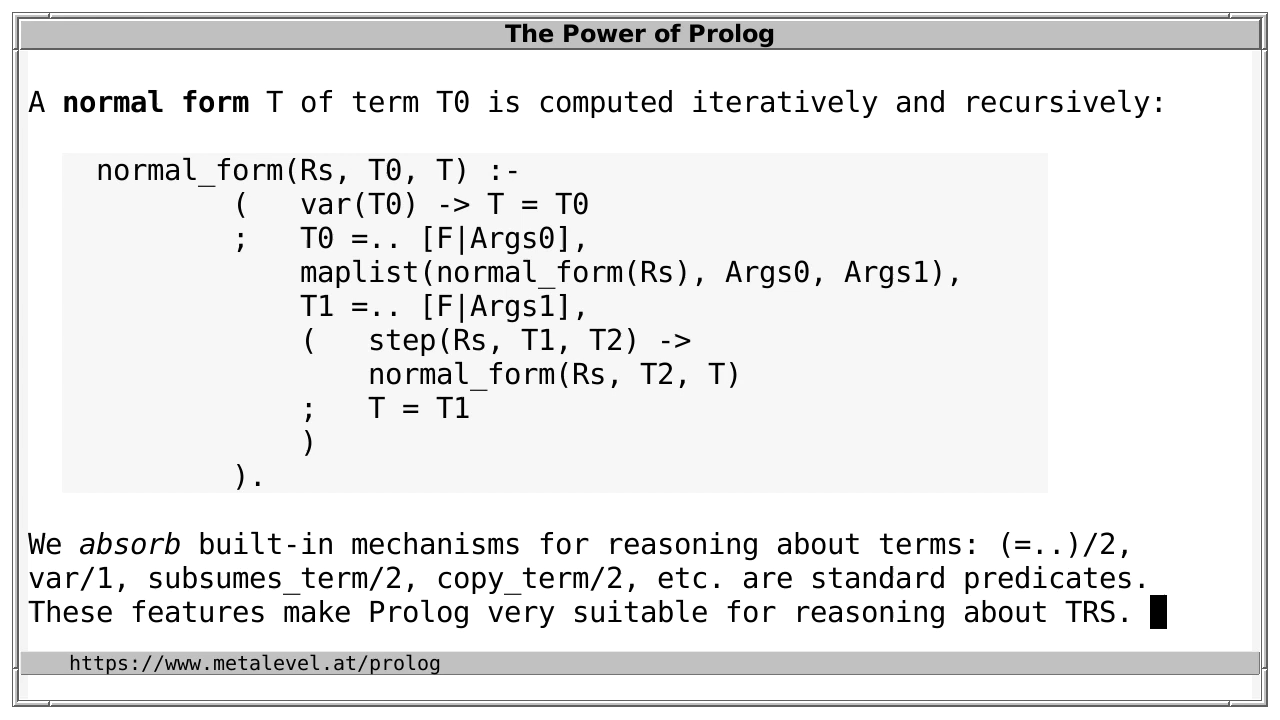 The Power of Prolog
A normal form T of term T0 is computed iteratively and recursively:
normal_form(Rs, T0, T) :-
(   var(T0) -> T = T0
;   T0 =.. [F|Args0],
maplist(normal_form(Rs), Args0, Args1),
T1 =.. [F|Args1],
(   step(Rs, T1, T2) ->
normal_form(Rs, T2, T)
;   T = T1
)
).
We absorb built-in mechanisms for reasoning about terms: (=..)/2,
var/1, subsumes_term/2, copy_term/2, etc. are standard predicates.
These features make Prolog very suitable for reasoning about TRS.
https://www.metalevel.at/prolog